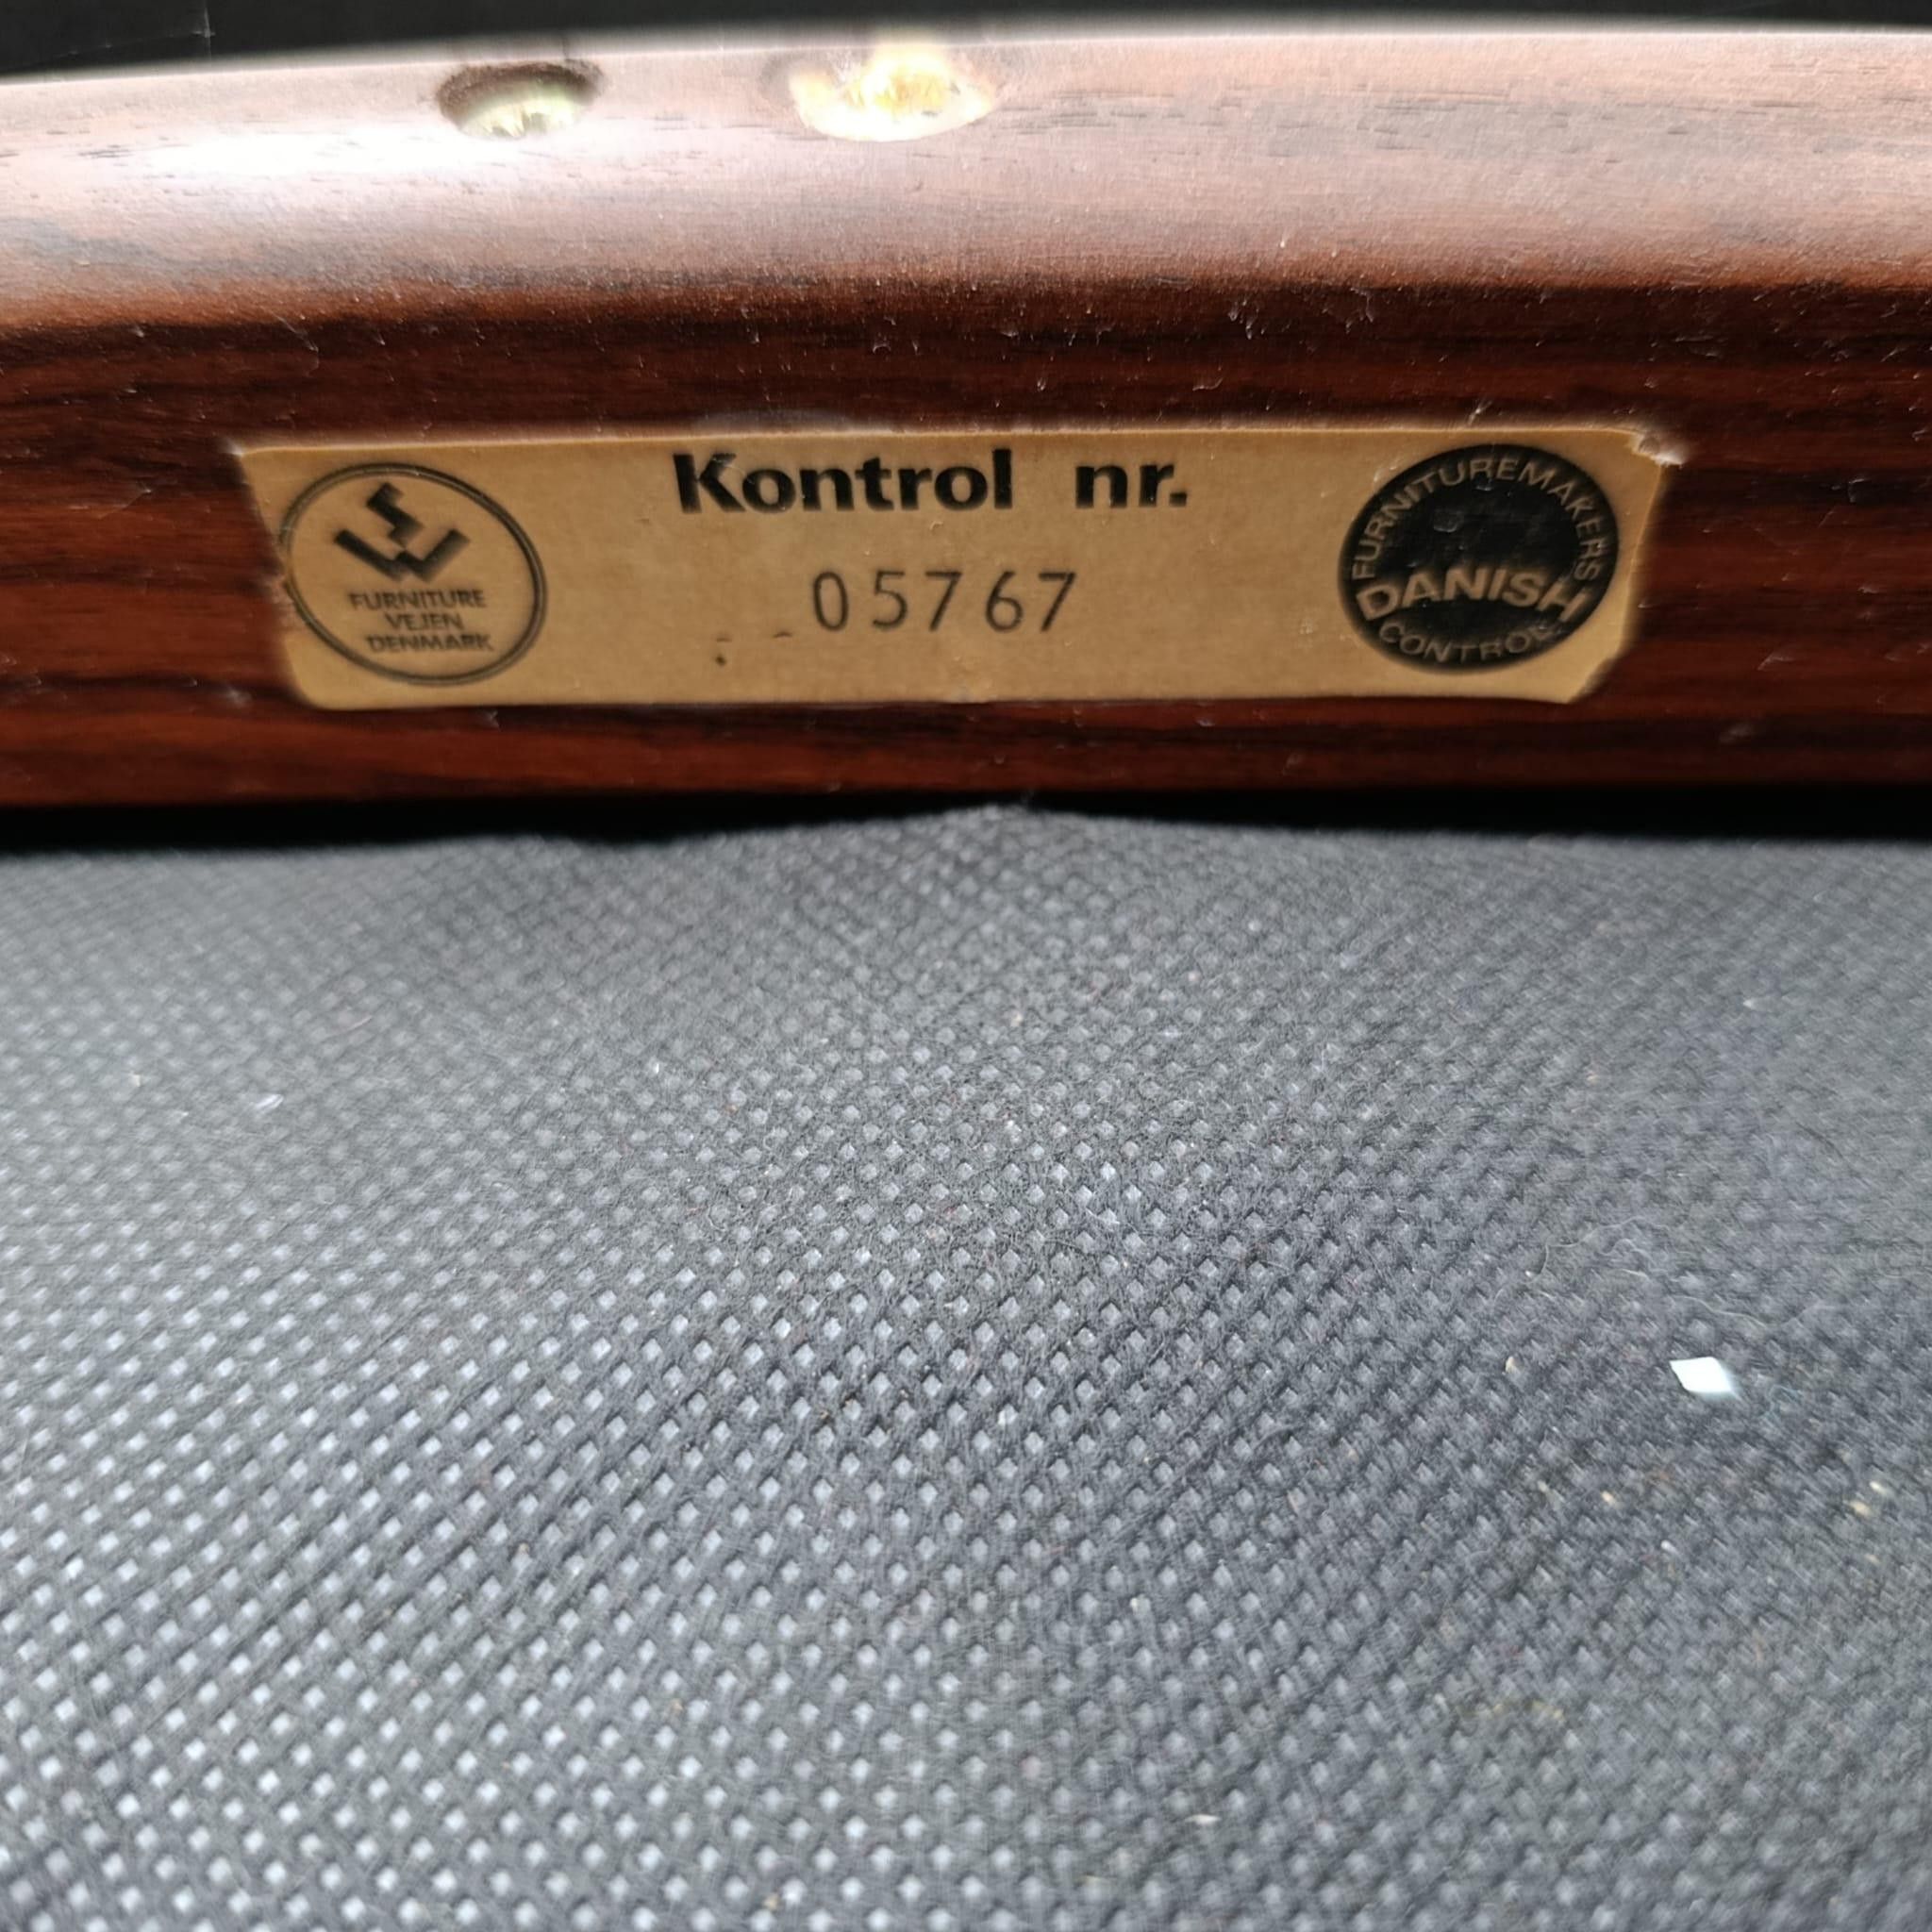 FURNITURE
VEJEN
DENMARK
Kontrol nr.
05767
FURNITUREMAKERS
DANISH
CONTROL